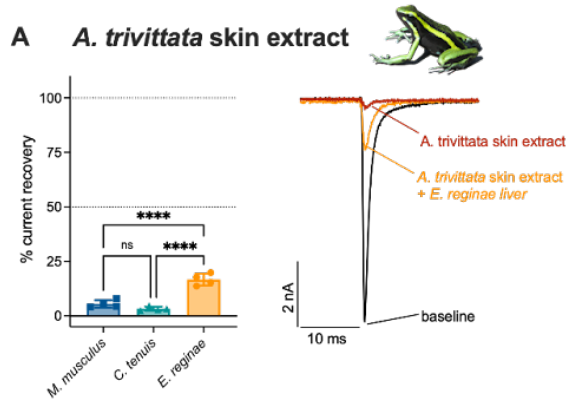 A A. trivittata skin extract
100
75
50
25
0
% current recovery
****
ns
****
M. musculus
C. tenuis
E. reginae
A. trivittata skin extract
A. trivittata skin extract
+ E. reginae liver
baseline
2 nA
10 ms